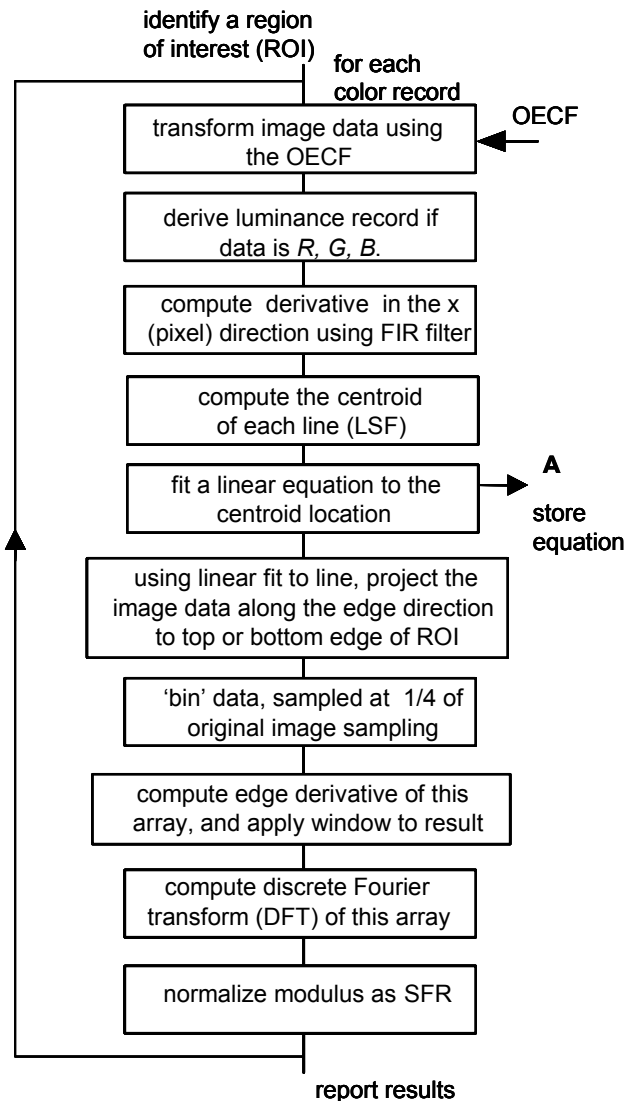 identify a region
of interest (ROI)
for each
color record
OECF
transform image data using
the OECF
derive luminance record if
data is R, G, B.
compute derivative in the x
(pixel) direction using FIR filter
compute the centroid
of each line (LSF)
fit a linear equation to the
centroid location
A
store
equation
using linear fit to line, project the
image data along the edge direction
to top or bottom edge of ROI
‘bin’ data, sampled at 1/4 of
original image sampling
compute edge derivative of this
array, and apply window to result
compute discrete Fourier
transform (DFT) of this array
normalize modulus as SFR
report results